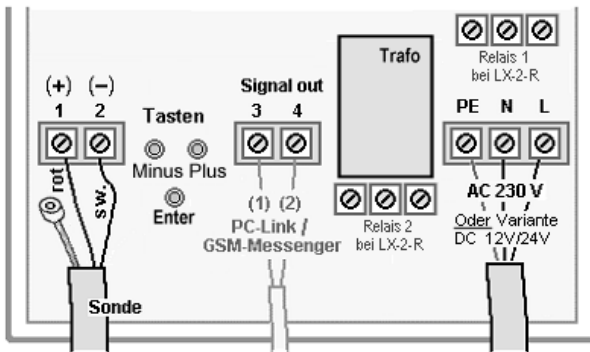 Trafo
Relais 1
bei LX-2-R
(+) (–)
1 2
Tasten
Minus Plus
Enter
Signal out
3 4
PE N L
rot
sw.
(1) (2)
PC-Link /
GSM-Messenger
Relais 2
bei LX-2-R
AC 230 V
Oder Variante
DC 12V/24V
Sonde